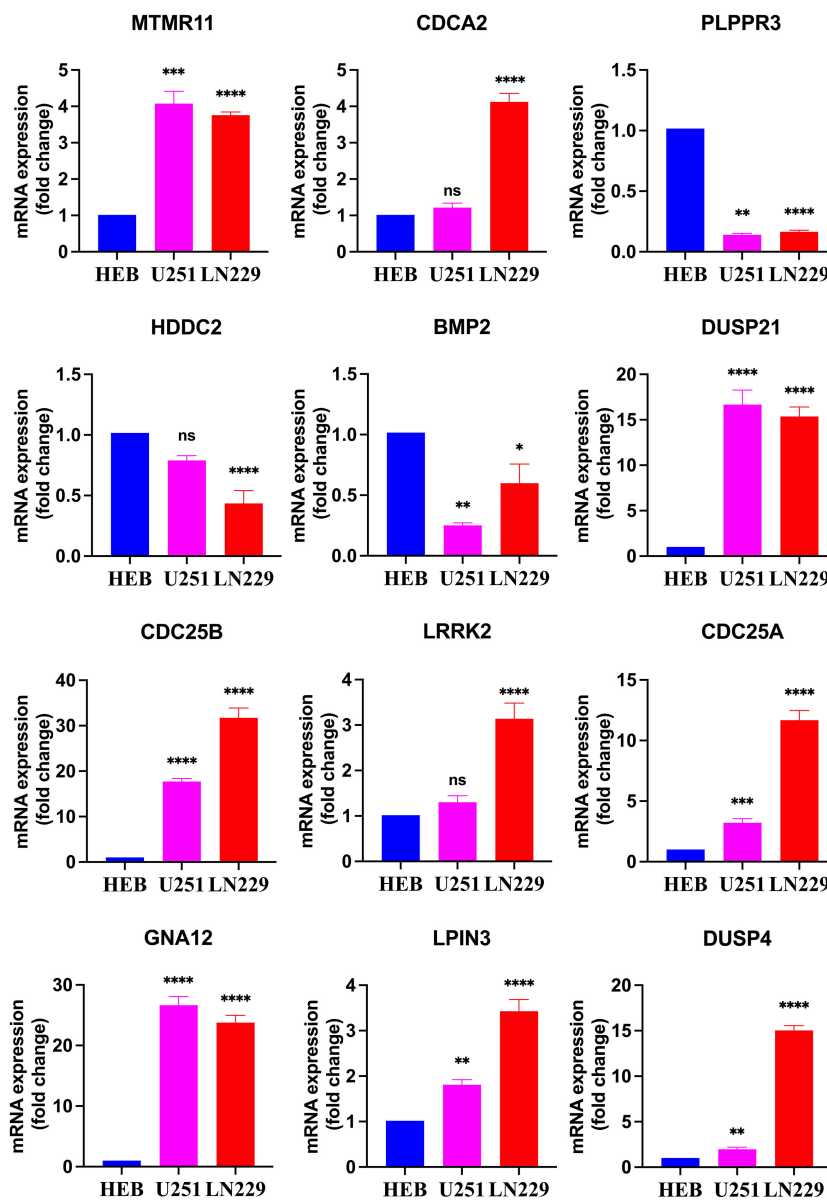 MTMR11
mRNA expression
(fold change)
5
4
3
2
1
0
***
****
HEB U251 LN229
CDCA2
mRNA expression
(fold change)
5
4
3
2
1
0
ns
****
HEB U251 LN229
PLPPR3
mRNA expression
(fold change)
1.5
1.0
0.5
0.0
**
****
HEB U251 LN229
HDDC2
mRNA expression
(fold change)
1.5
1.0
0.5
0.0
ns
****
HEB U251 LN229
BMP2
mRNA expression
(fold change)
1.5
1.0
0.5
0.0
**
*
HEB U251 LN229
DUSP21
mRNA expression
(fold change)
20
15
10
5
0
****
****
HEB U251 LN229
CDC25B
mRNA expression
(fold change)
40
30
20
10
0
****
****
HEB U251 LN229
LRRK2
mRNA expression
(fold change)
4
3
2
1
0
ns
****
HEB U251 LN229
CDC25A
mRNA expression
(fold change)
15
10
5
0
***
****
HEB U251 LN229
GNA12
mRNA expression
(fold change)
30
20
10
0
****
****
HEB U251 LN229
LPIN3
mRNA expression
(fold change)
4
3
2
1
0
**
****
HEB U251 LN229
DUSP4
mRNA expression
(fold change)
20
15
10
5
0
**
****
HEB U251 LN229